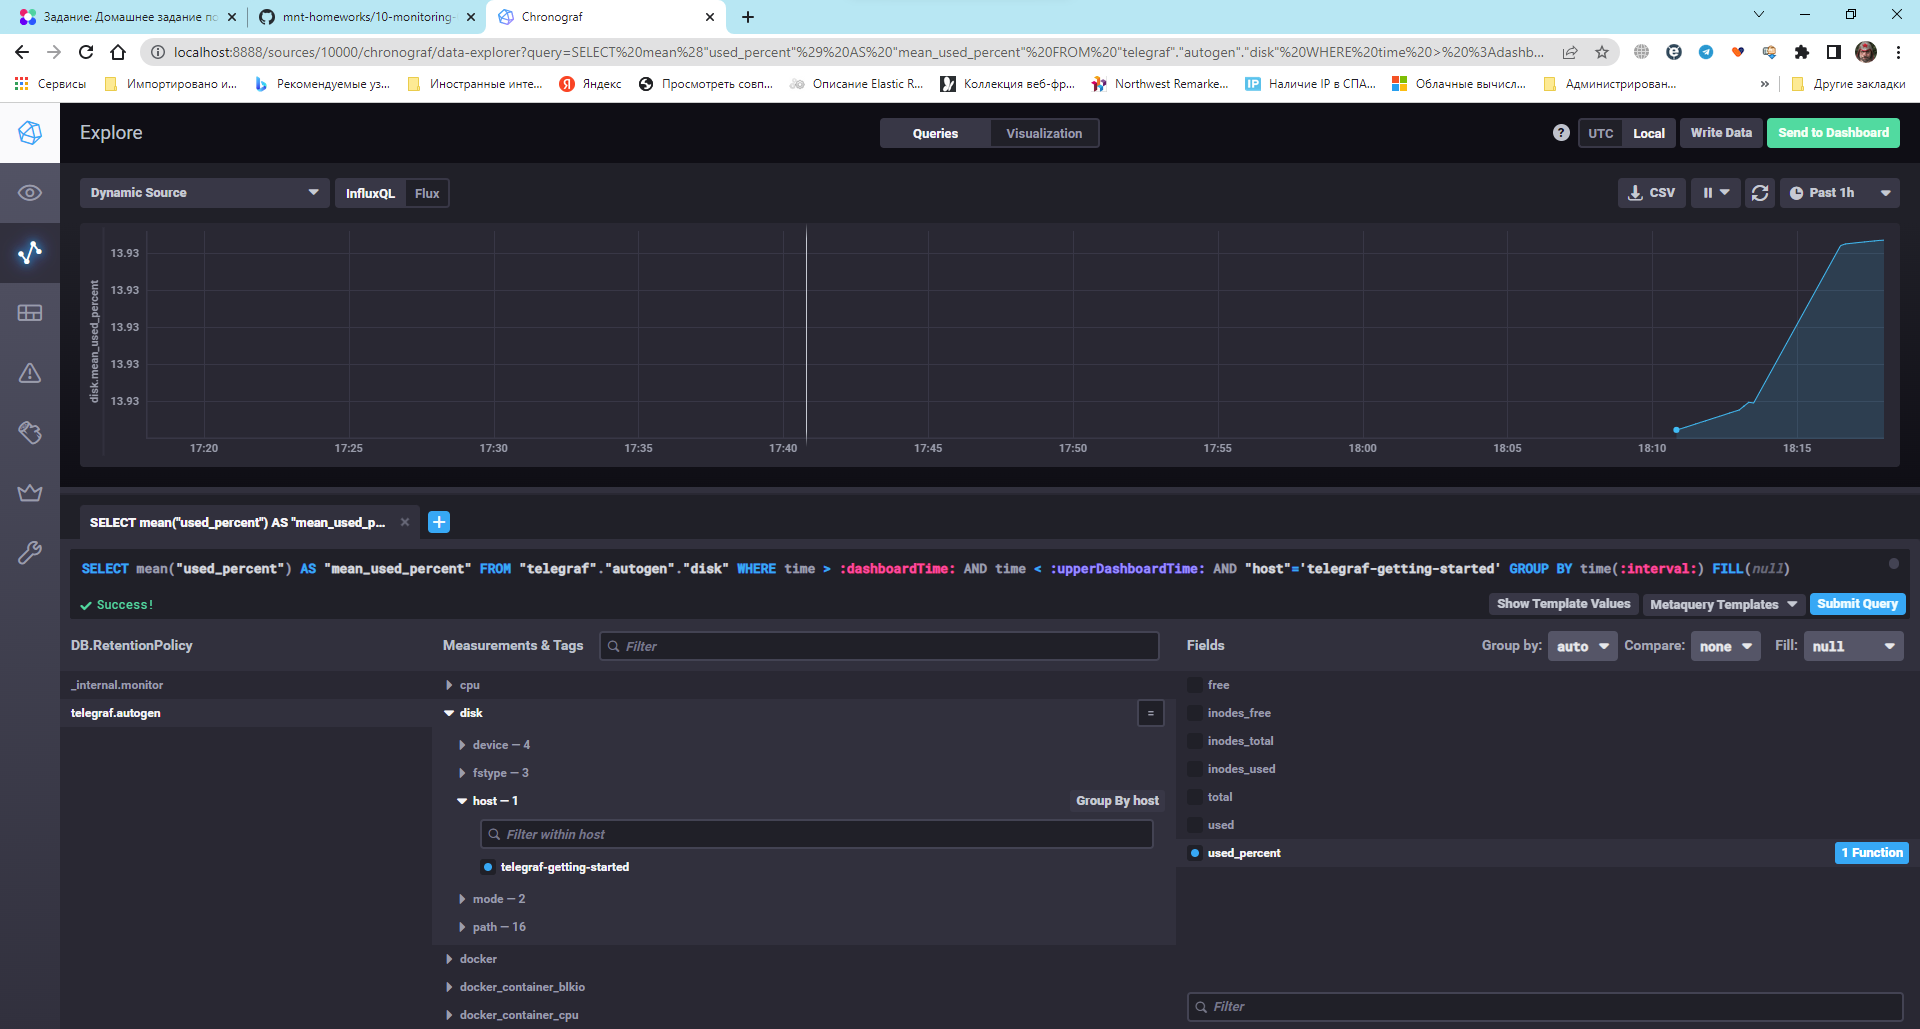 Задание: Домашнее задание по
mnt-homeworks/10-monitoring-
Chronograf
localhost:8888/sources/10000/chronograf/data-explorer?query=SELECT%20mean%28"used_percent"%29%20AS%20"mean_used_percent"%20FROM%20"telegraf"."autogen"."disk"%20WHERE%20time%20>%20%3Adashb...
Сервисы
Импортировано и...
Рекомендуемые уз...
Иностранные инте...
Яндекс
Просмотреть совп...
Описание Elastic R...
Коллекция веб-фр...
Northwest Remarke...
IP
Наличие IP в СПА...
Облачные вычисл...
Администрирован...
»
Другие закладки
Explore
Queries
Visualization
?
UTC
Local
Write Data
Send to Dashboard
Dynamic Source
InfluxQL
Flux
CSV
Past 1h
disk.mean_used_percent
13.93
13.93
13.93
13.93
13.93
17:20
17:25
17:30
17:35
17:40
17:45
17:50
17:55
18:00
18:05
18:10
18:15
SELECT mean("used_percent") AS "mean_used_p...
SELECT mean("used_percent") AS "mean_used_percent" FROM "telegraf"."autogen"."disk" WHERE time > :dashboardTime: AND time < :upperDashboardTime: AND "host"='telegraf-getting-started' GROUP BY time(:interval:) FILL(null)
Success!
Show Template Values
Metaquery Templates
Submit Query
DB.RetentionPolicy
Measurements & Tags
Filter
Fields
Group by:
auto
Compare:
none
Fill:
null
_internal.monitor
telegraf.autogen
cpu
disk
=
device — 4
fstype — 3
host — 1
Group By host
Filter within host
telegraf-getting-started
mode — 2
path — 16
docker
docker_container_blkio
docker_container_cpu
free
inodes_free
inodes_total
inodes_used
total
used
used_percent
1 Function
Filter